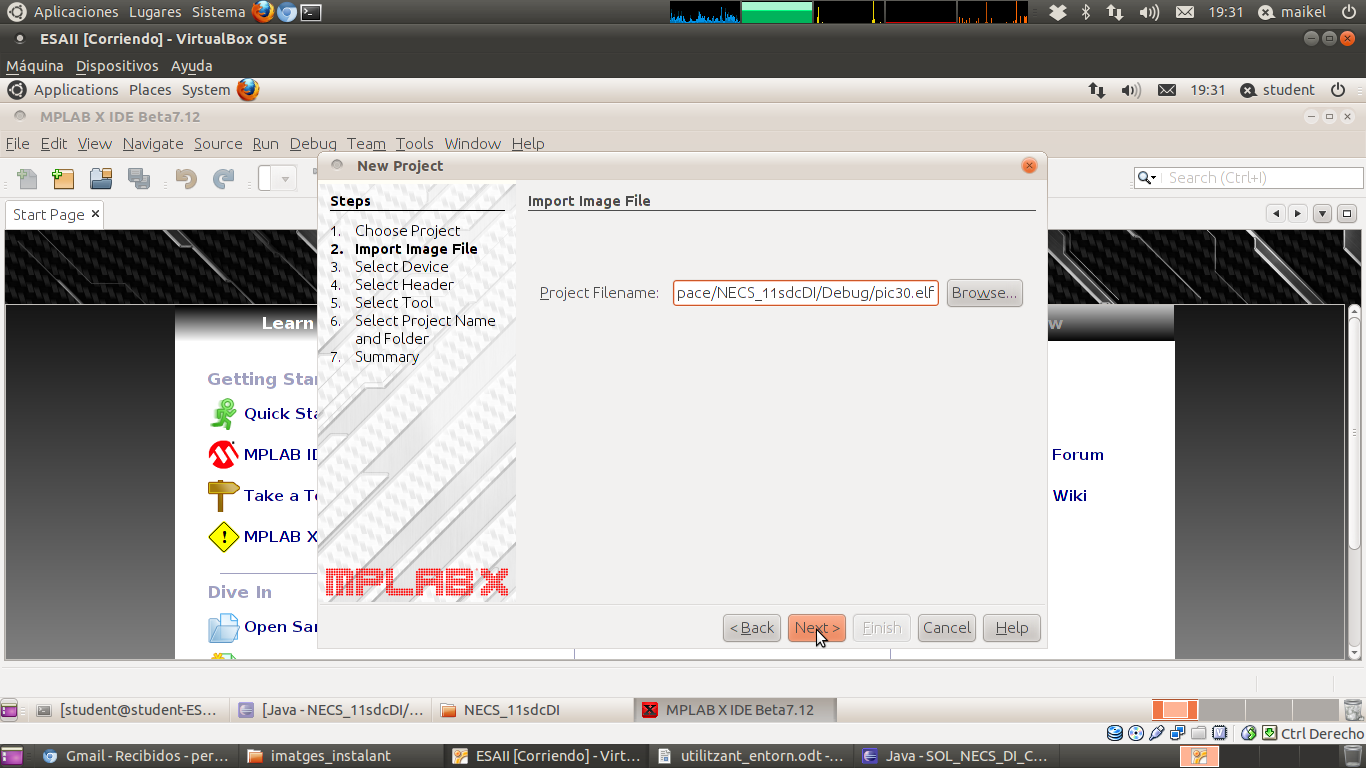 Aplicaciones Lugares Sistema 19:31 maikel
ESAII [Corriendo] - VirtualBox OSE
Máquina Dispositivos Ayuda
Applications Places System 19:31 student
MPLAB X IDE Beta7.12
File Edit View Navigate Source Run Debug Team Tools Window Help
New Project
Search (Ctrl+I)
Start Page
Steps
1. Choose Project
2. Import Image File
3. Select Device
4. Select Header
5. Select Tool
6. Select Project Name
and Folder
7. Summary
MPLAB X
Import Image File
Project Filename: pace/NECS_11sdcDI/Debug/pic30.elf Browse...
< Back Next > Finish Cancel Help
Learn
Getting Sta
Quick Sta
MPLAB ID
Take a T
MPLAB X
Dive In
Open Sa
w
Forum
Wiki
[student@student-ES... [Java - NECS_11sdcDI/... NECS_11sdcDI MPLAB X IDE Beta7.12
Ctrl Derecho
Gmail - Recibidos - per... imatges_instalant ESAII [Corriendo] - Virt... utilitzant_entorn.odt -... Java - SOL_NECS_DI_C...